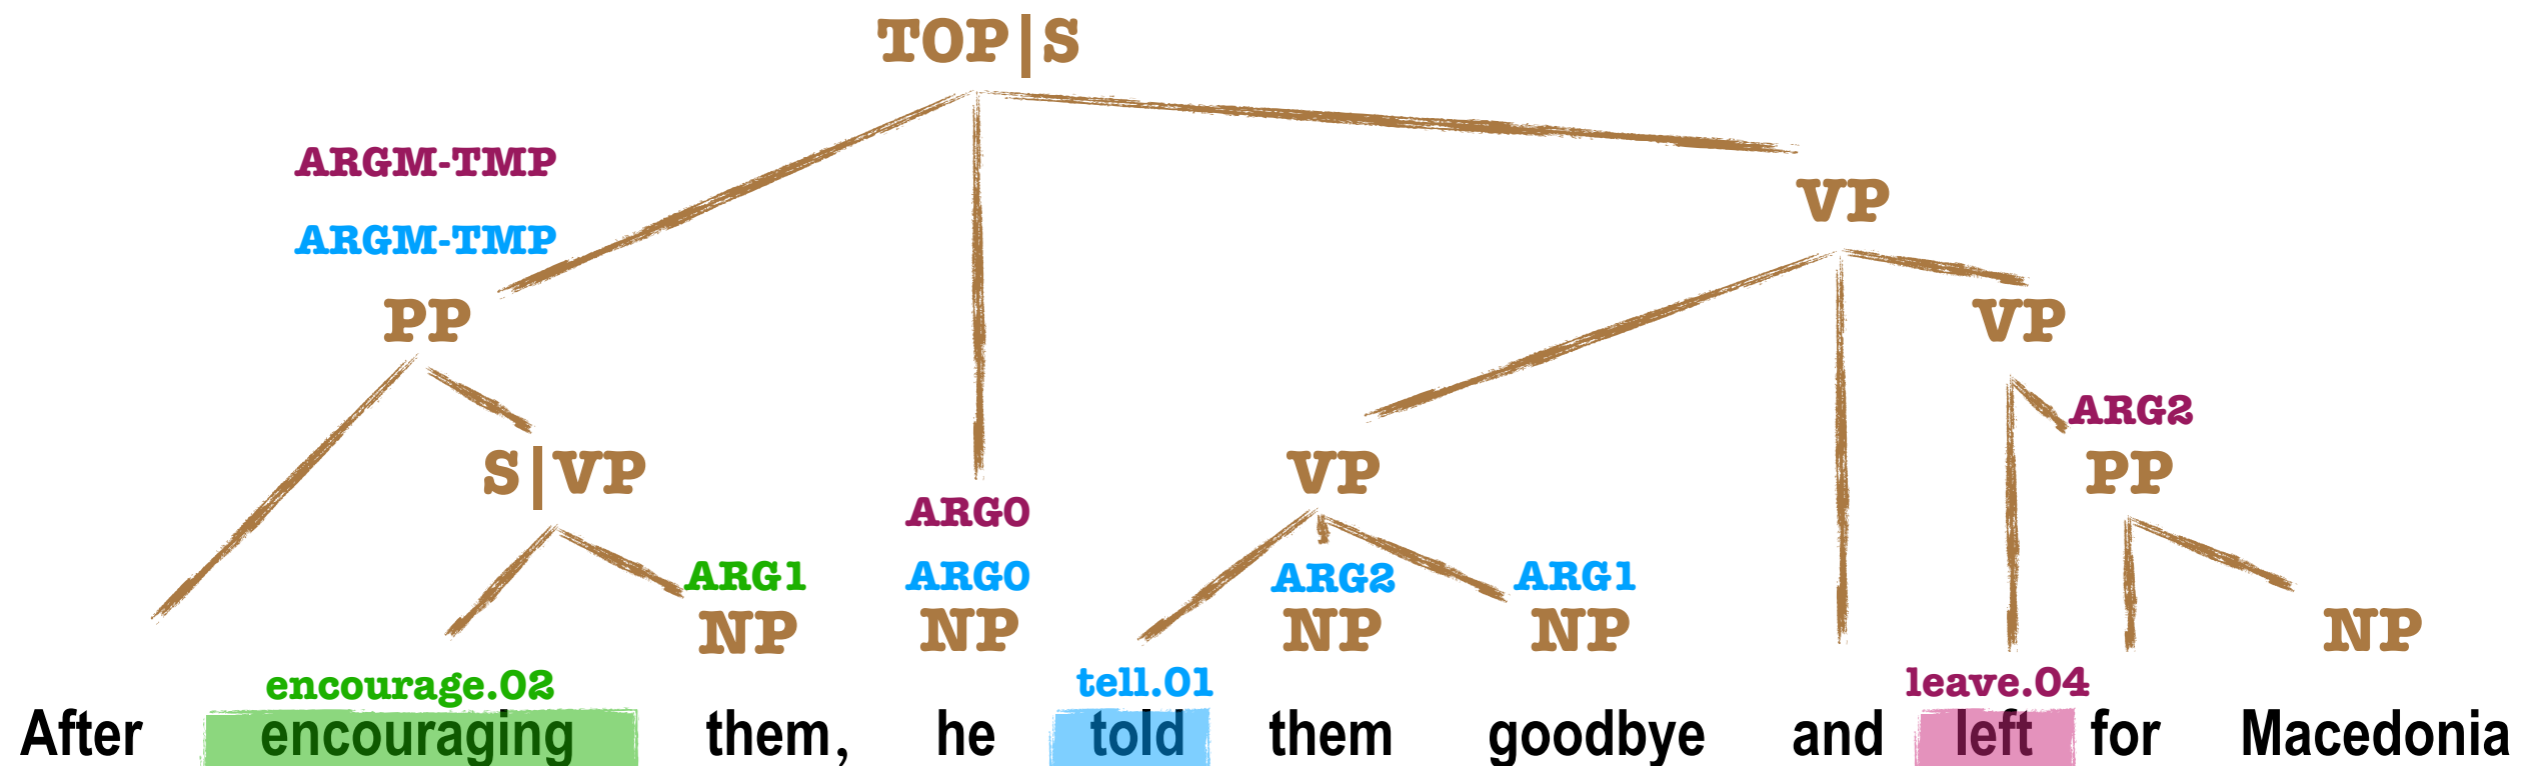 TOP|S
ARGM-TMP
VP
ARGM-TMP
PP VP
ARG2
S|VP VP PP
ARG0
ARG1 ARG0 ARG2 ARG1
NP NP NP NP NP
encourage.02 tell.01 leave.04
After encouraging them, he told them goodbye and left for Macedonia